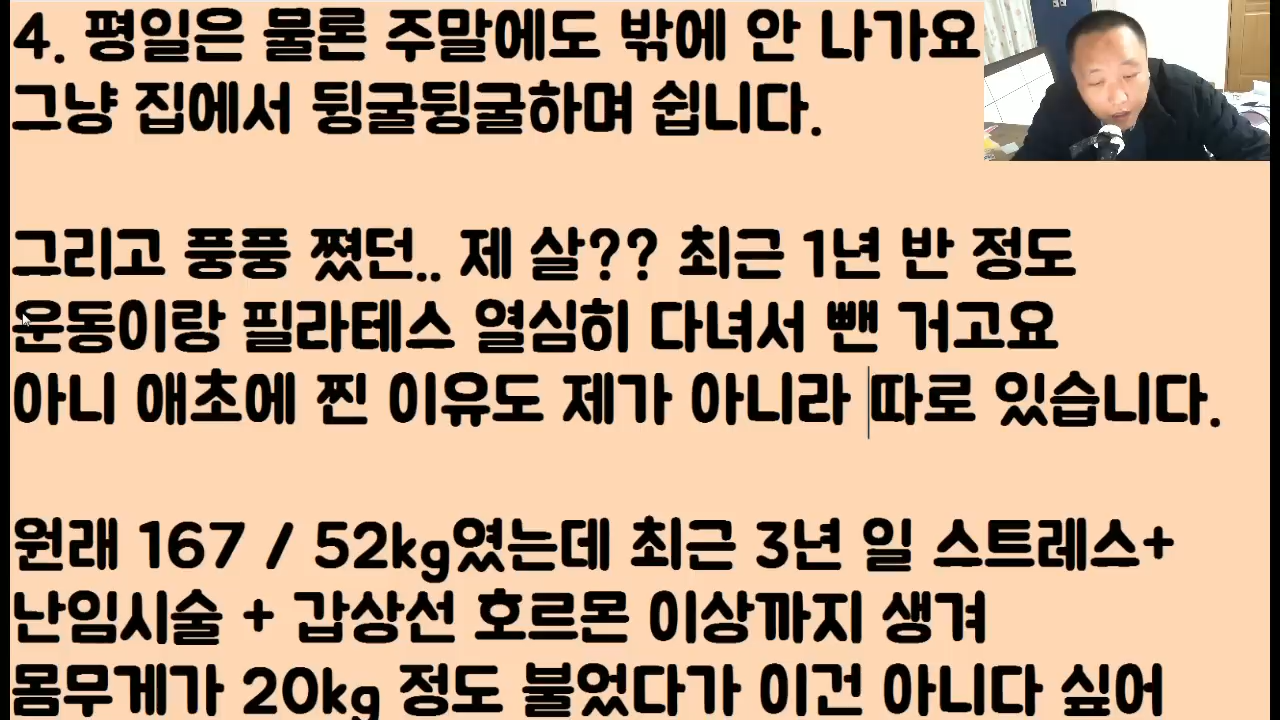 4. 평일은 물론 주말에도 밖에 안 나가요
그냥 집에서 뒹굴뒹굴하며 쉽니다.
그리고 풍풍 쪘던.. 제 살?? 최근 1년 반 정도
운동이랑 필라테스 열심히 다녀서 뺀 거고요
아니 애초에 찐 이유도 제가 아니라 따로 있습니다.
원래 167 / 52kg였는데 최근 3년 일 스트레스+
난임시술 + 갑상선 호르몬 이상까지 생겨
몸무게가 20kg 정도 불었다가 이건 아니다 싶어